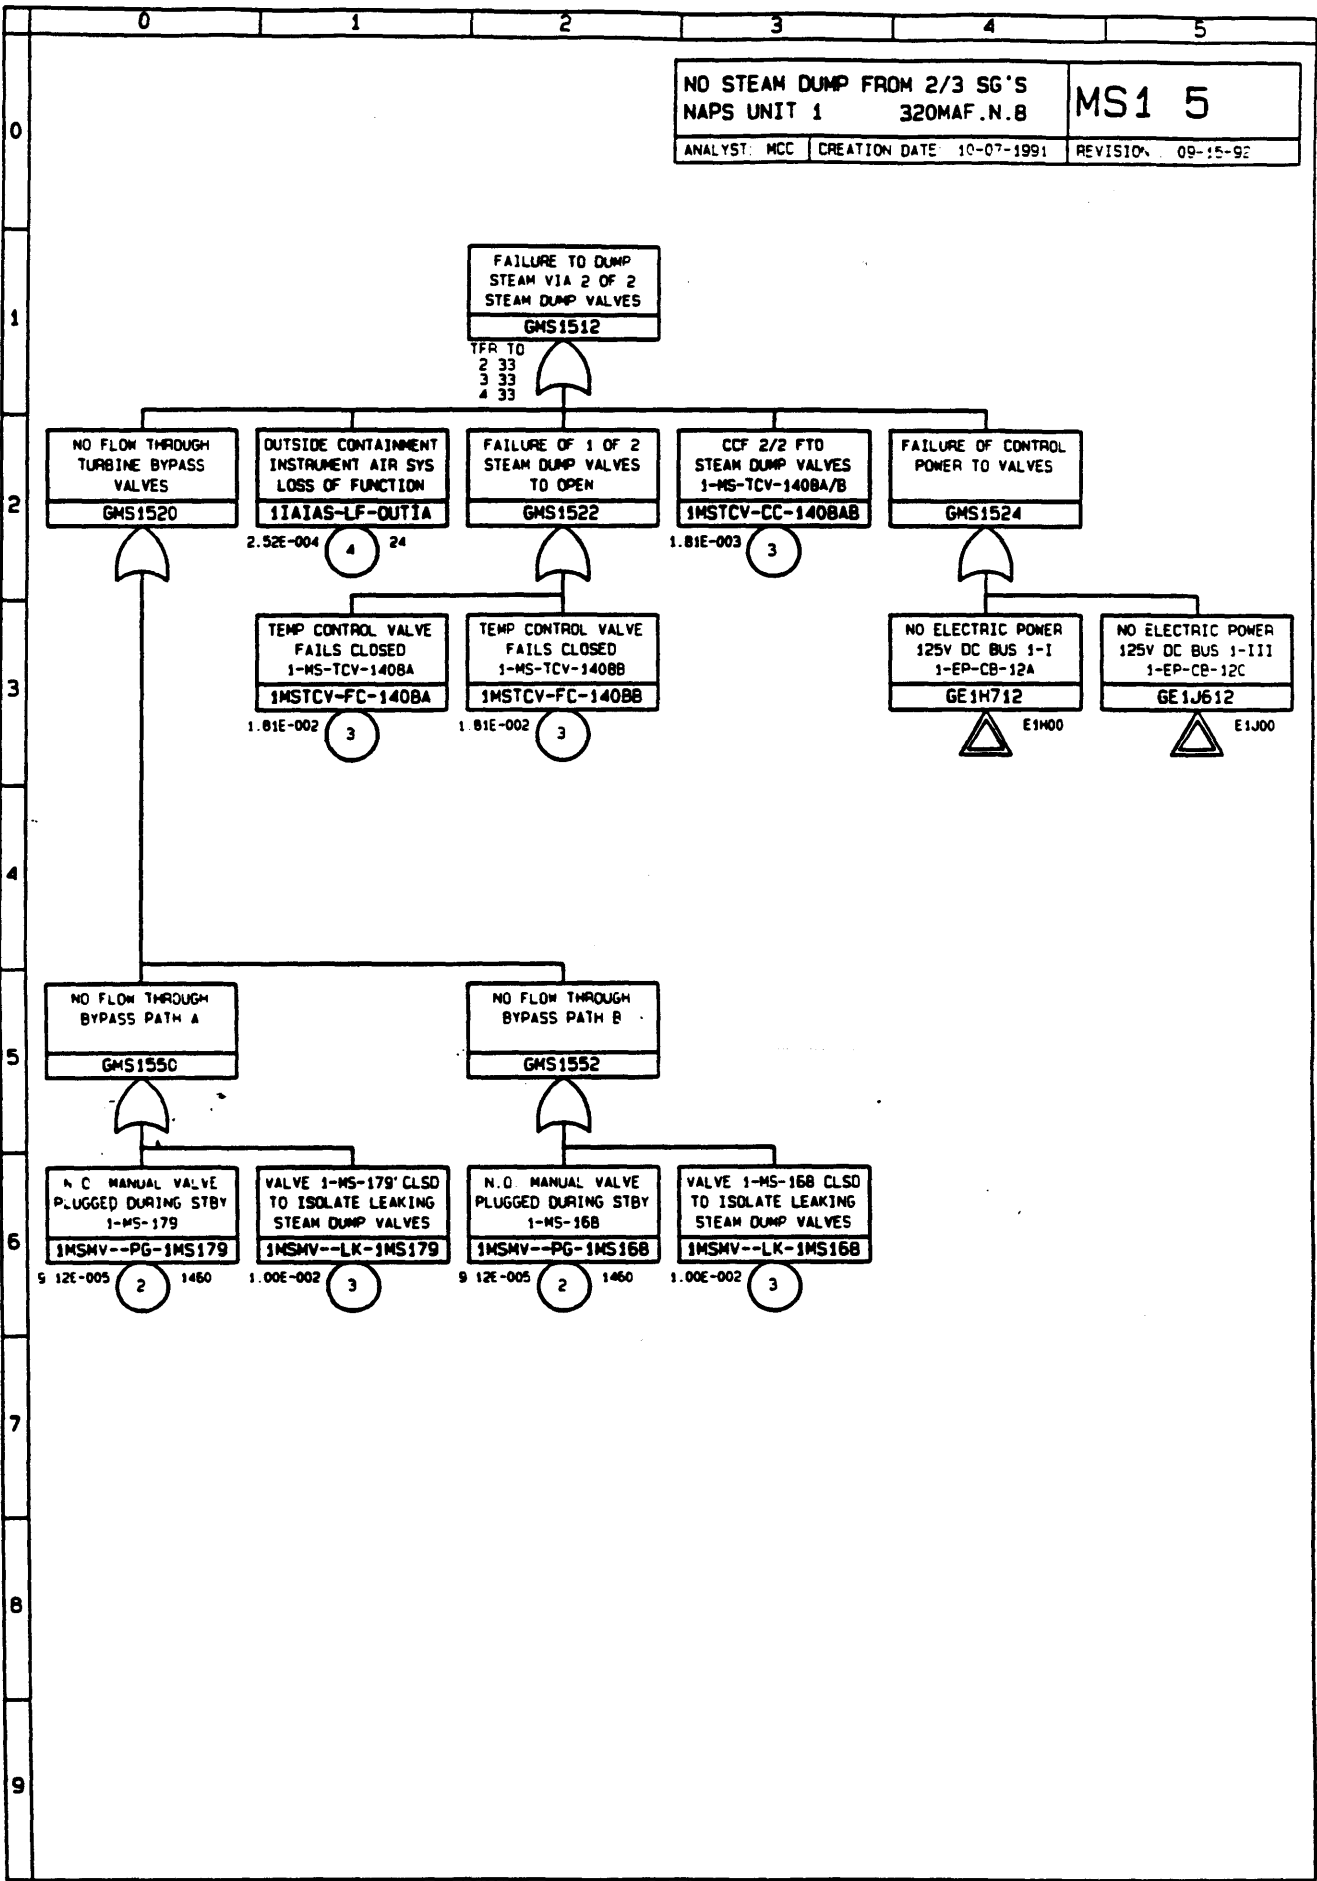 0 1 2 3 4 5
NO STEAM DUMP FROM 2/3 SG'S
NAPS UNIT 1 320MAF.N.8
MS1 5
ANALYST: MCC CREATION DATE: 10-07-1991 REVISION 09-15-92
0
FAILURE TO DUMP
STEAM VIA 2 OF 2
STEAM DUMP VALVES
GMS1512
1
TFR TO
2 33
3 33
4 33
NO FLOW THROUGH
TURBINE BYPASS
VALVES
GMS1520
OUTSIDE CONTAINMENT
INSTRUMENT AIR SYS
LOSS OF FUNCTION
1IAIAS-LF-OUTIA
2.52E-004 4 24
FAILURE OF 1 OF 2
STEAM DUMP VALVES
TO OPEN
GMS1522
CCF 2/2 FTO
STEAM DUMP VALVES
1-MS-TCV-1408A/B
1MSTCV-CC-1408AB
1.81E-003 3
FAILURE OF CONTROL
POWER TO VALVES
GMS1524
2
TEMP CONTROL VALVE
FAILS CLOSED
1-MS-TCV-1408A
1MSTCV-FC-1408A
1.81E-002 3
TEMP CONTROL VALVE
FAILS CLOSED
1-MS-TCV-1408B
1MSTCV-FC-1408B
1.81E-002 3
NO ELECTRIC POWER
125V DC BUS 1-I
1-EP-CB-12A
GE1H712
E1H00
NO ELECTRIC POWER
125V DC BUS 1-III
1-EP-CB-12C
GE1J612
E1J00
3
4
NO FLOW THROUGH
BYPASS PATH A
GMS1550
NO FLOW THROUGH
BYPASS PATH B
GMS1552
5
N C MANUAL VALVE
PLUGGED DURING STBY
1-MS-179
1MSMV--PG-1MS179
9 12E-005 2 1460
VALVE 1-MS-179 CLSD
TO ISOLATE LEAKING
STEAM DUMP VALVES
1MSMV--LK-1MS179
1.00E-002 3
N.O. MANUAL VALVE
PLUGGED DURING STBY
1-MS-168
1MSMV--PG-1MS168
9 12E-005 2 1460
VALVE 1-MS-168 CLSD
TO ISOLATE LEAKING
STEAM DUMP VALVES
1MSMV--LK-1MS168
1.00E-002 3
6
7
8
9